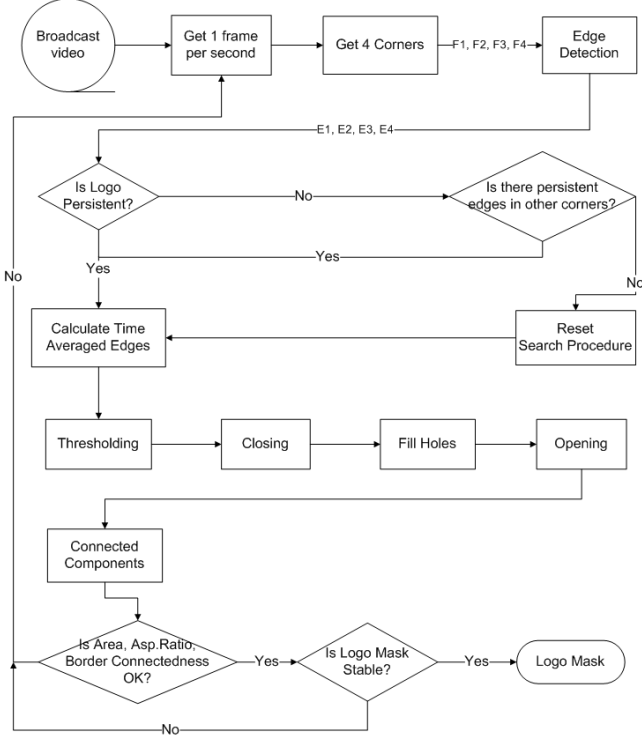 Broadcast
video
Get 1 frame
per second
Get 4 Corners
F1, F2, F3, F4
Edge
Detection
E1, E2, E3, E4
Is Logo
Persistent?
No
Is there persistent
edges in other corners?
Yes
Yes
No
No
Calculate Time
Averaged Edges
Reset
Search Procedure
Thresholding
Closing
Fill Holes
Opening
Connected
Components
Is Area, Asp.Ratio,
Border Connectedness
OK?
Yes
Is Logo Mask
Stable?
Yes
Logo Mask
No